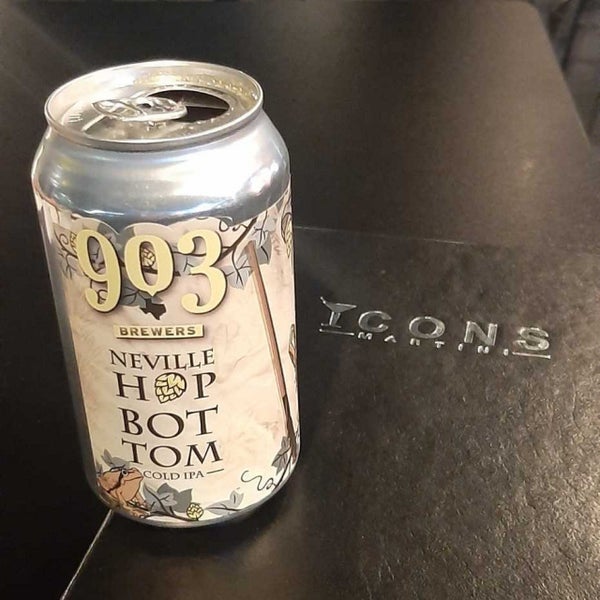 903
BREWERS
NEVILLE
HOP
BOT
TOM
COLD IPA
ICONS
MARTINI